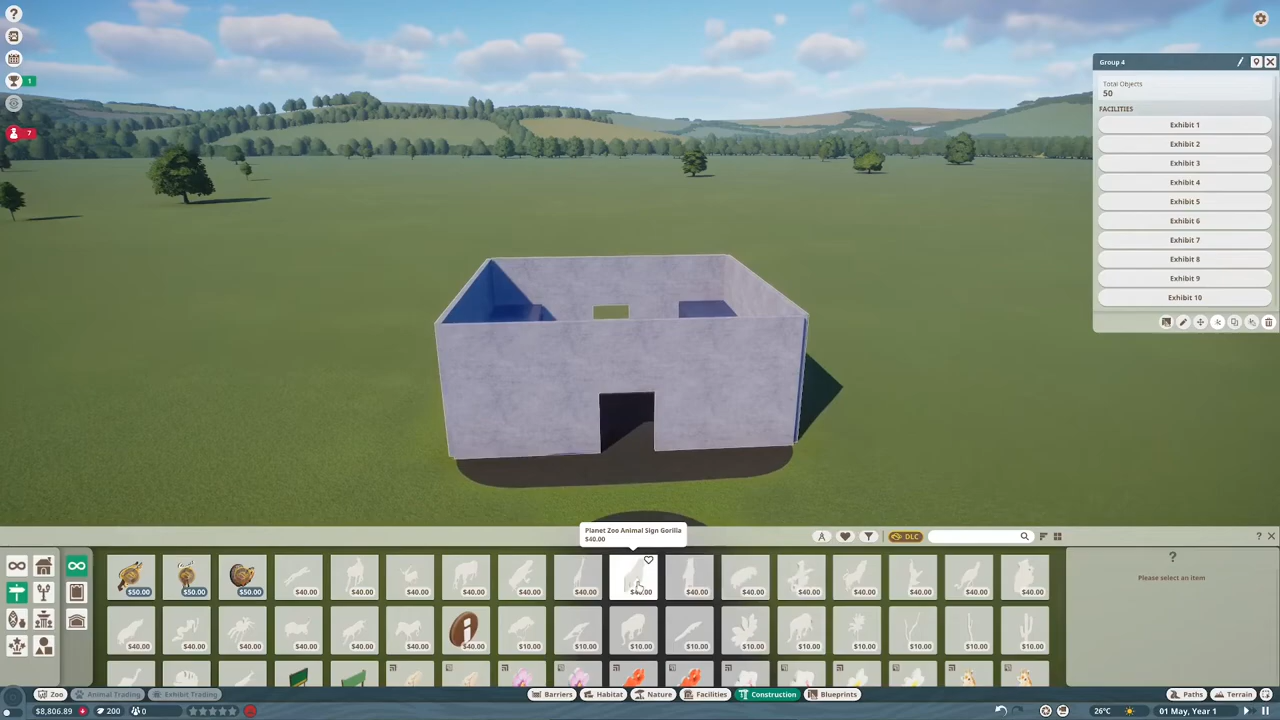 ?
1
7
Group 4
Total Objects
50
FACILITIES
Exhibit 1
Exhibit 2
Exhibit 3
Exhibit 4
Exhibit 5
Exhibit 6
Exhibit 7
Exhibit 8
Exhibit 9
Exhibit 10
Planet Zoo Animal Sign Gorilla
$40.00
DLC
?
?
Please select an item
$50.00 $50.00 $50.00 $40.00 $40.00 $40.00 $40.00 $40.00 $40.00 $40.00 $40.00 $40.00 $40.00 $40.00 $40.00 $40.00 $40.00
$40.00 $40.00 $40.00 $40.00 $40.00 $40.00 $40.00 $10.00 $10.00 $10.00 $10.00 $10.00 $10.00 $10.00 $10.00 $10.00 $10.00
Zoo Animal Trading Exhibit Trading Barriers Habitat Nature Facilities Construction Blueprints Paths Terrain
$8,806.89 200 0 26°C 01 May, Year 1